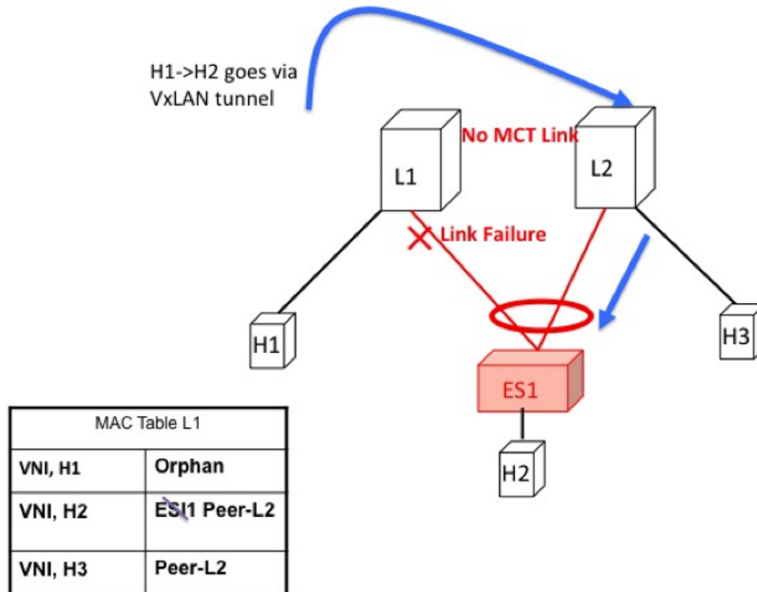 H1->H2 goes via
VxLAN tunnel
No MCT Link
L1
L2
Link Failure
H1
H3
ES1
H2
MAC Table L1
VNI, H1 Orphan
VNI, H2 ESI1 Peer-L2
VNI, H3 Peer-L2